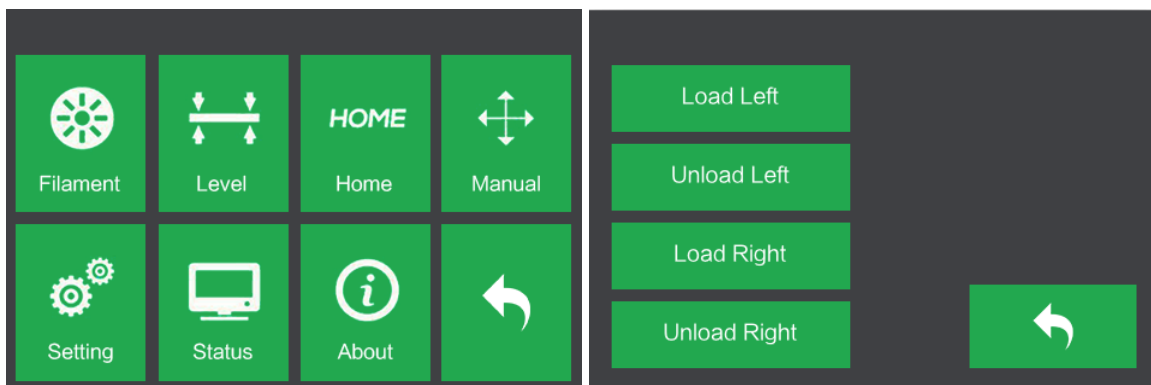 HOME
Filament
Level
Home
Manual
Setting
Status
About
Load Left
Unload Left
Load Right
Unload Right